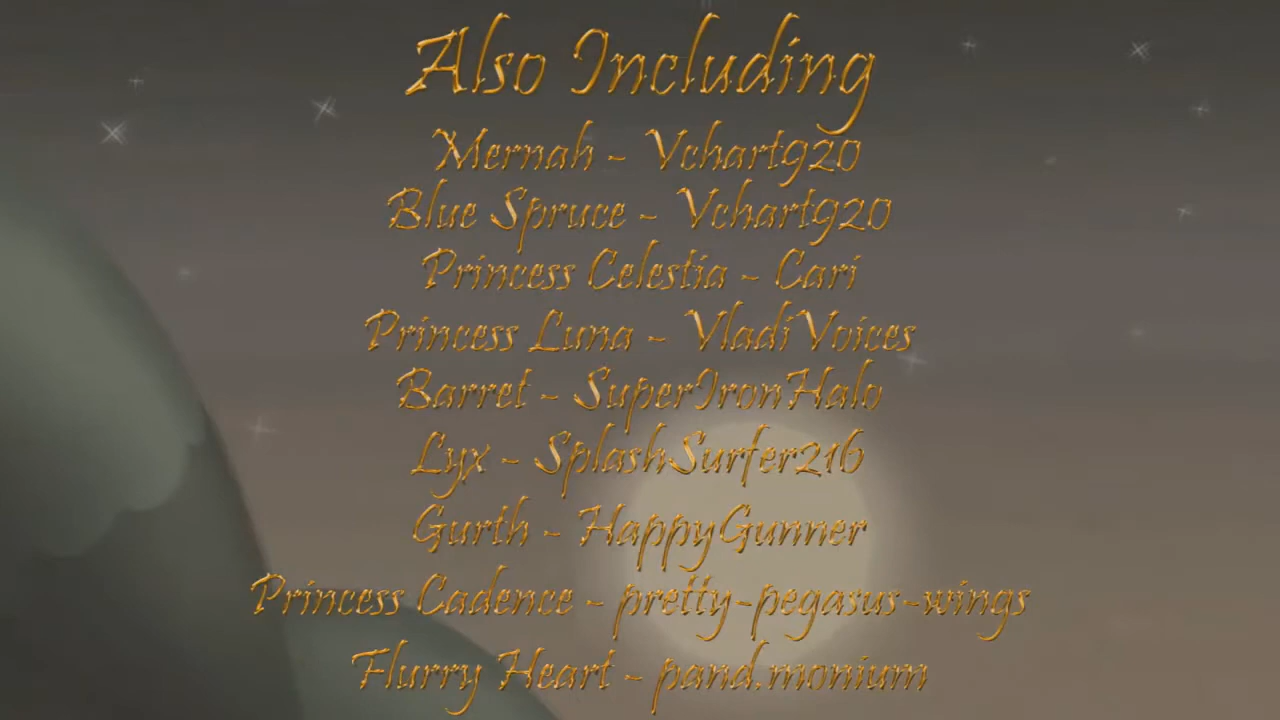 Also Including
Mernah - Vchart920
Blue Spruce - Vchart920
Princess Celestia - Cari
Princess Luna - VladiVoices
Barret - SuperIronHalo
Lyx - SplashSurfer216
Gurth - HappyGunner
Princess Cadence - pretty-pegasus-wings
Flurry Heart - pand.monium